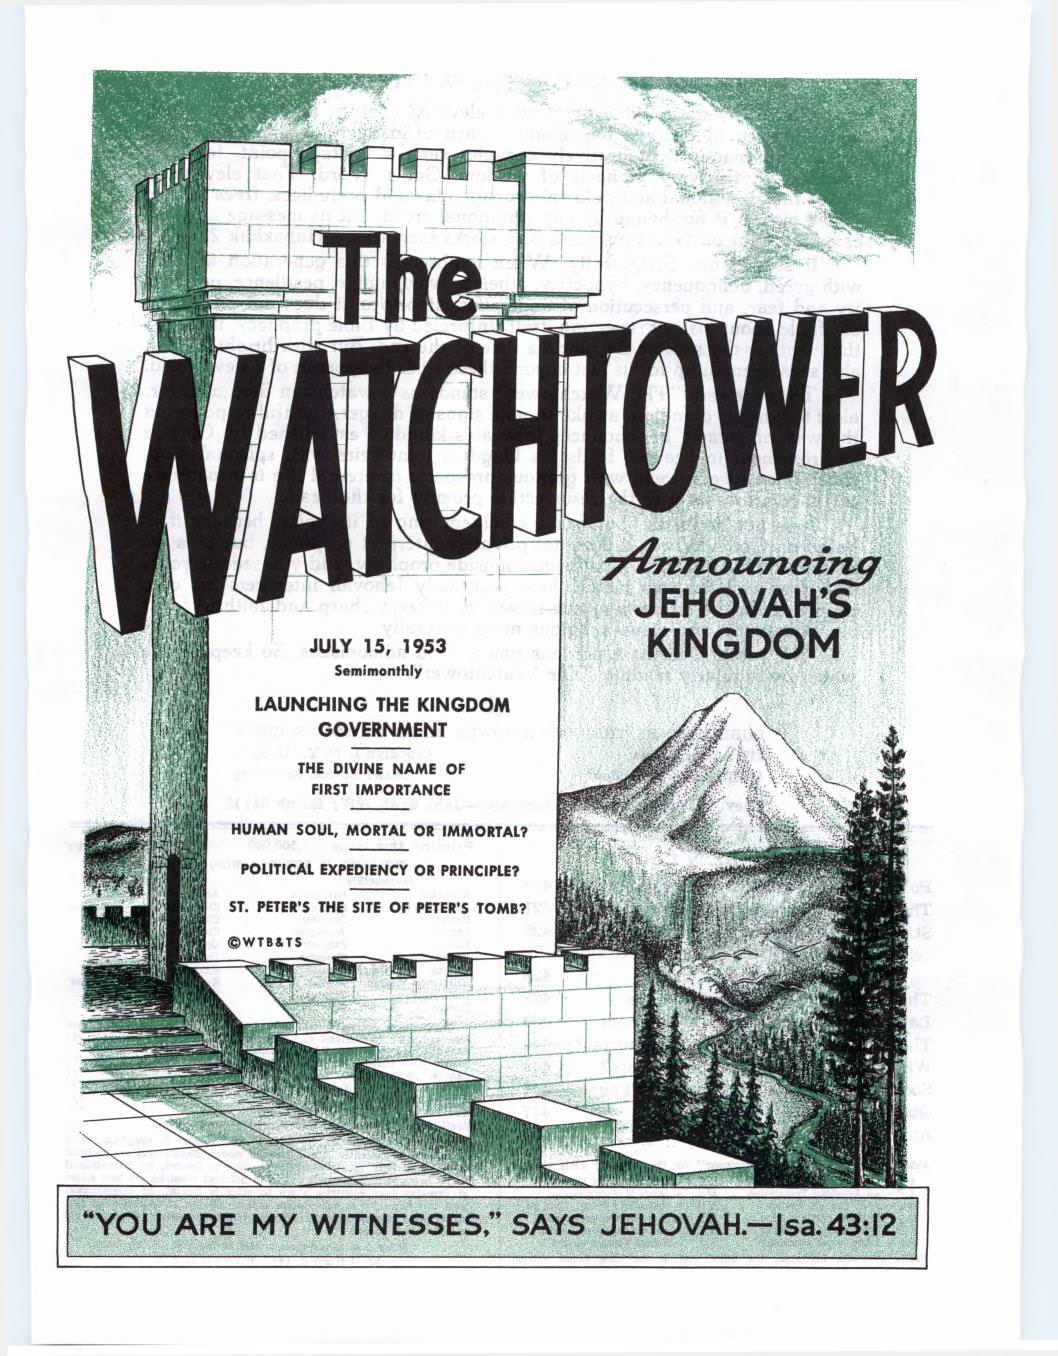 The
WATCHTOWER
Announcing
JEHOVAH'S
KINGDOM
JULY 15, 1953
Semimonthly
LAUNCHING THE KINGDOM
GOVERNMENT
THE DIVINE NAME OF
FIRST IMPORTANCE
HUMAN SOUL, MORTAL OR IMMORTAL?
POLITICAL EXPEDIENCY OR PRINCIPLE?
ST. PETER'S THE SITE OF PETER'S TOMB?
©WTB&TS
"YOU ARE MY WITNESSES," SAYS JEHOVAH.—Isa. 43:12